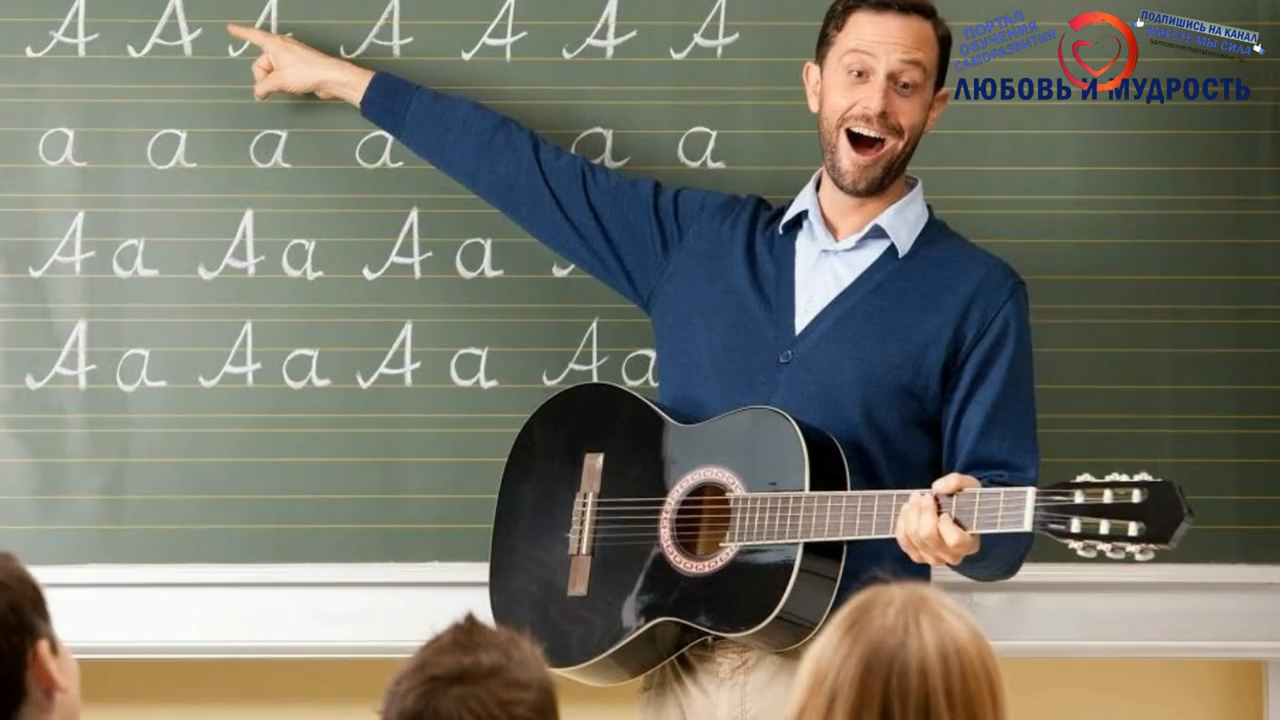 A A A A A A A
a a a a a a
A a A a A a
A a A a A a A a
ПОРТАЛ
ОБУЧЕНИЯ
САМОРАЗВИТИЯ
ПОДПИШИСЬ НА КАНАЛ
ВМЕСТЕ МЫ СИЛА
ЛЮБОВЬ И МУДРОСТЬ